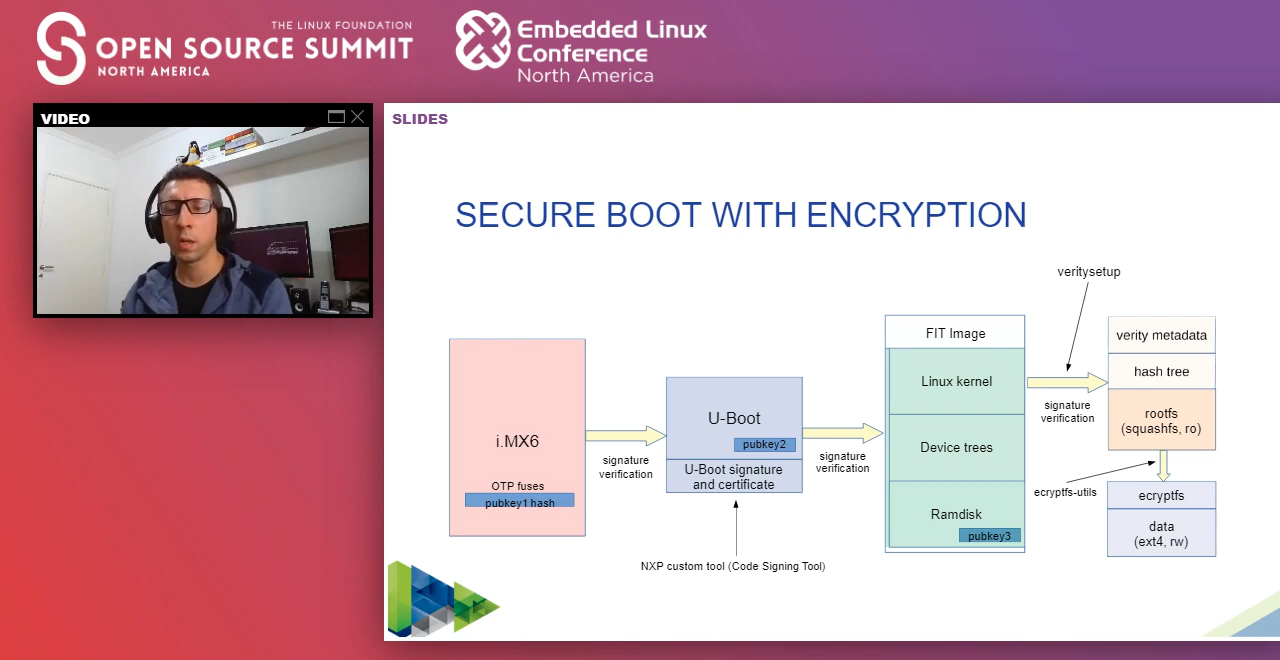 THE LINUX FOUNDATION
OPEN SOURCE SUMMIT
NORTH AMERICA
Embedded Linux
Conference
North America
VIDEO
SLIDES
SECURE BOOT WITH ENCRYPTION
veritysetup
FIT Image
verity metadata
Linux kernel
hash tree
signature
verification
rootfs
(squashfs, ro)
i.MX6
U-Boot
pubkey2
signature
verification
signature
verification
Device trees
U-Boot signature
and certificate
OTP fuses
pubkey1 hash
ecryptfs-utils
ecryptfs
Ramdisk
pubkey3
data
(ext4, rw)
NXP custom tool (Code Signing Tool)